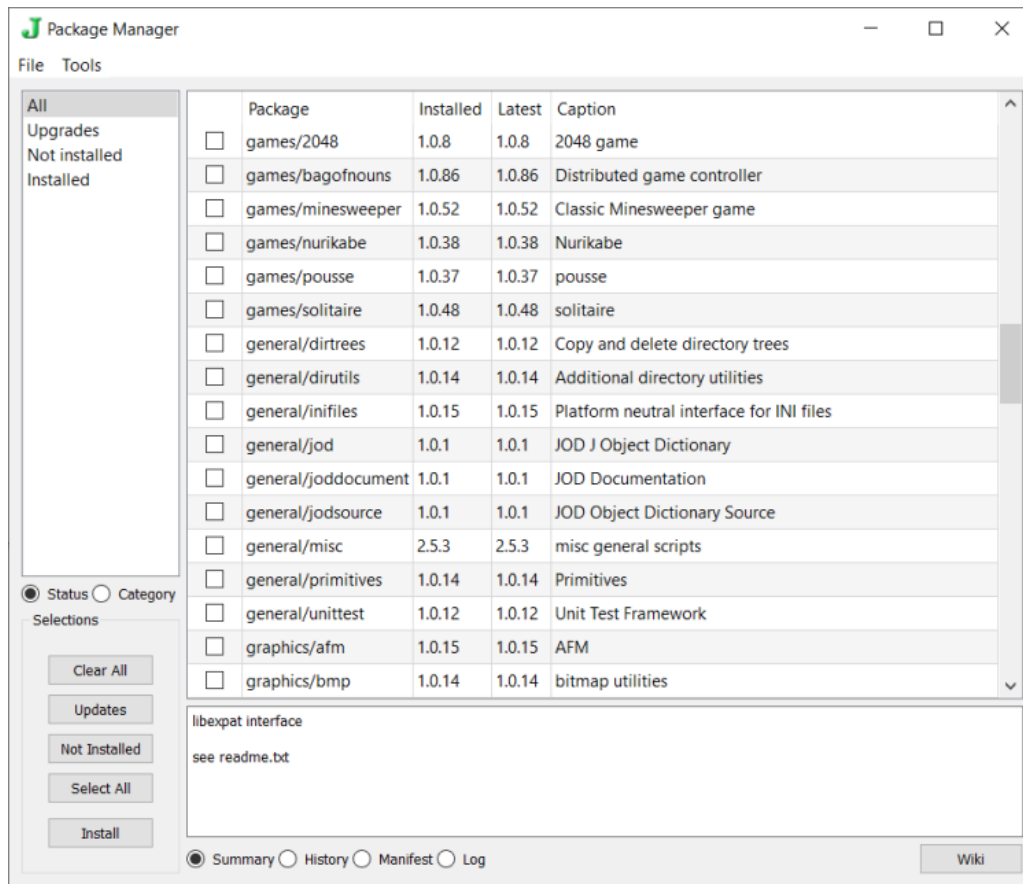 J Package Manager
File Tools
All
Upgrades
Not installed
Installed
Package Installed Latest Caption
games/2048 1.0.8 1.0.8 2048 game
games/bagofnouns 1.0.86 1.0.86 Distributed game controller
games/minesweeper 1.0.52 1.0.52 Classic Minesweeper game
games/nurikabe 1.0.38 1.0.38 Nurikabe
games/pousse 1.0.37 1.0.37 pousse
games/solitaire 1.0.48 1.0.48 solitaire
general/dirtrees 1.0.12 1.0.12 Copy and delete directory trees
general/dirutils 1.0.14 1.0.14 Additional directory utilities
general/inifiles 1.0.15 1.0.15 Platform neutral interface for INI files
general/jod 1.0.1 1.0.1 JOD J Object Dictionary
general/joddocument 1.0.1 1.0.1 JOD Documentation
general/jodsource 1.0.1 1.0.1 JOD Object Dictionary Source
general/misc 2.5.3 2.5.3 misc general scripts
general/primitives 1.0.14 1.0.14 Primitives
general/unittest 1.0.12 1.0.12 Unit Test Framework
graphics/afm 1.0.15 1.0.15 AFM
graphics/bmp 1.0.14 1.0.14 bitmap utilities
Status Category
Selections
Clear All
Updates
Not Installed
Select All
Install
libexpat interface
see readme.txt
Summary History Manifest Log
Wiki